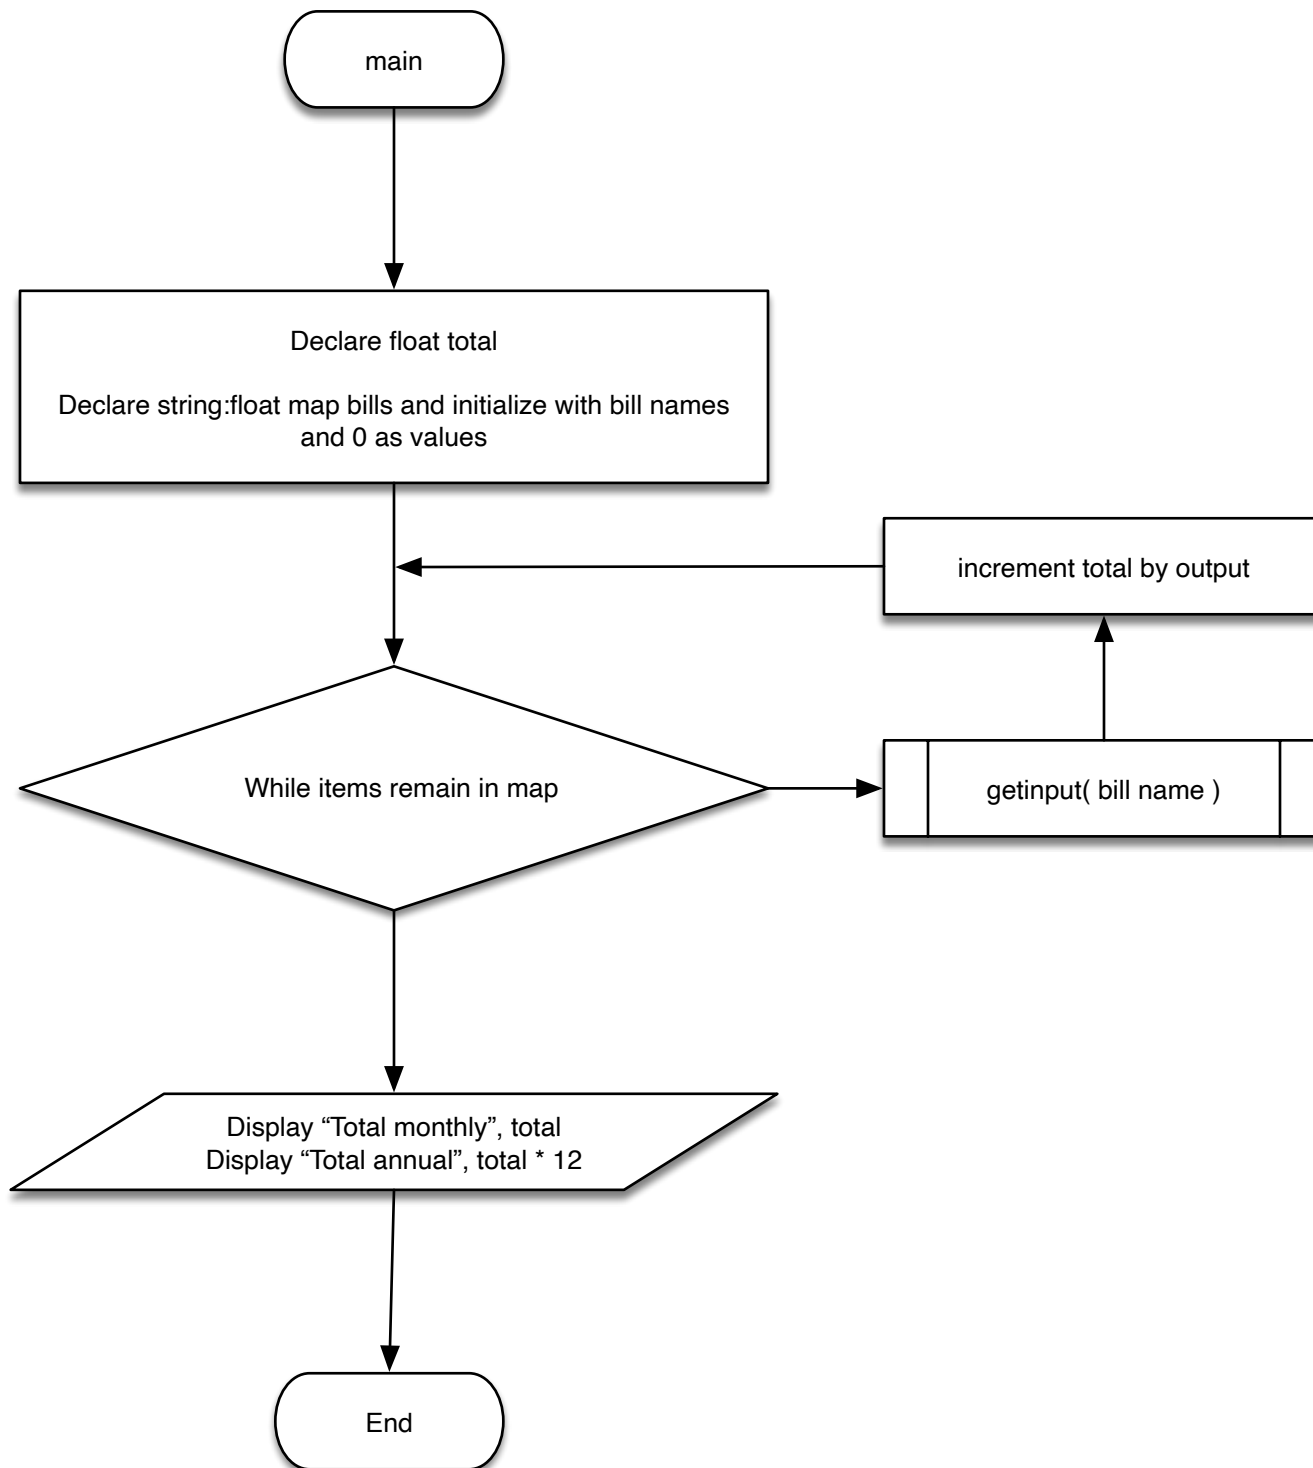 main
Declare float total
Declare string:float map bills and initialize with bill names
and 0 as values
increment total by output
While items remain in map
getinput( bill name )
Display “Total monthly”, total
Display “Total annual”, total * 12
End